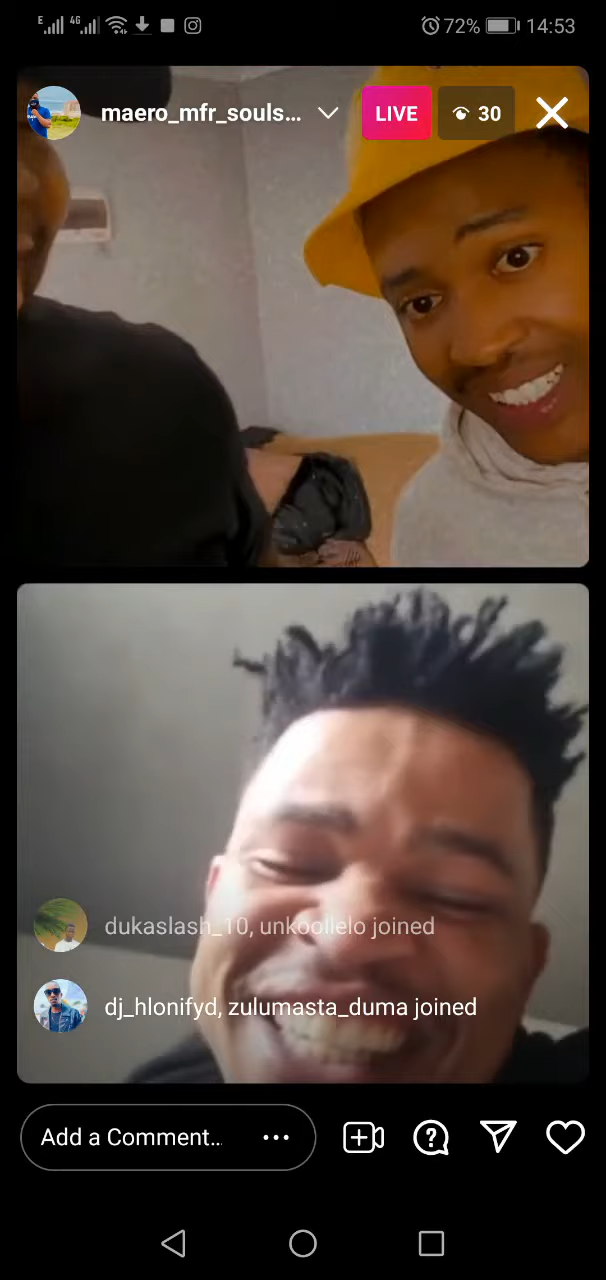 E 4G 72% 14:53
maero_mfr_souls... LIVE 30
dukaslash_10, unkoollelo joined
dj_hlonifyd, zulumasta_duma joined
Add a Comment...